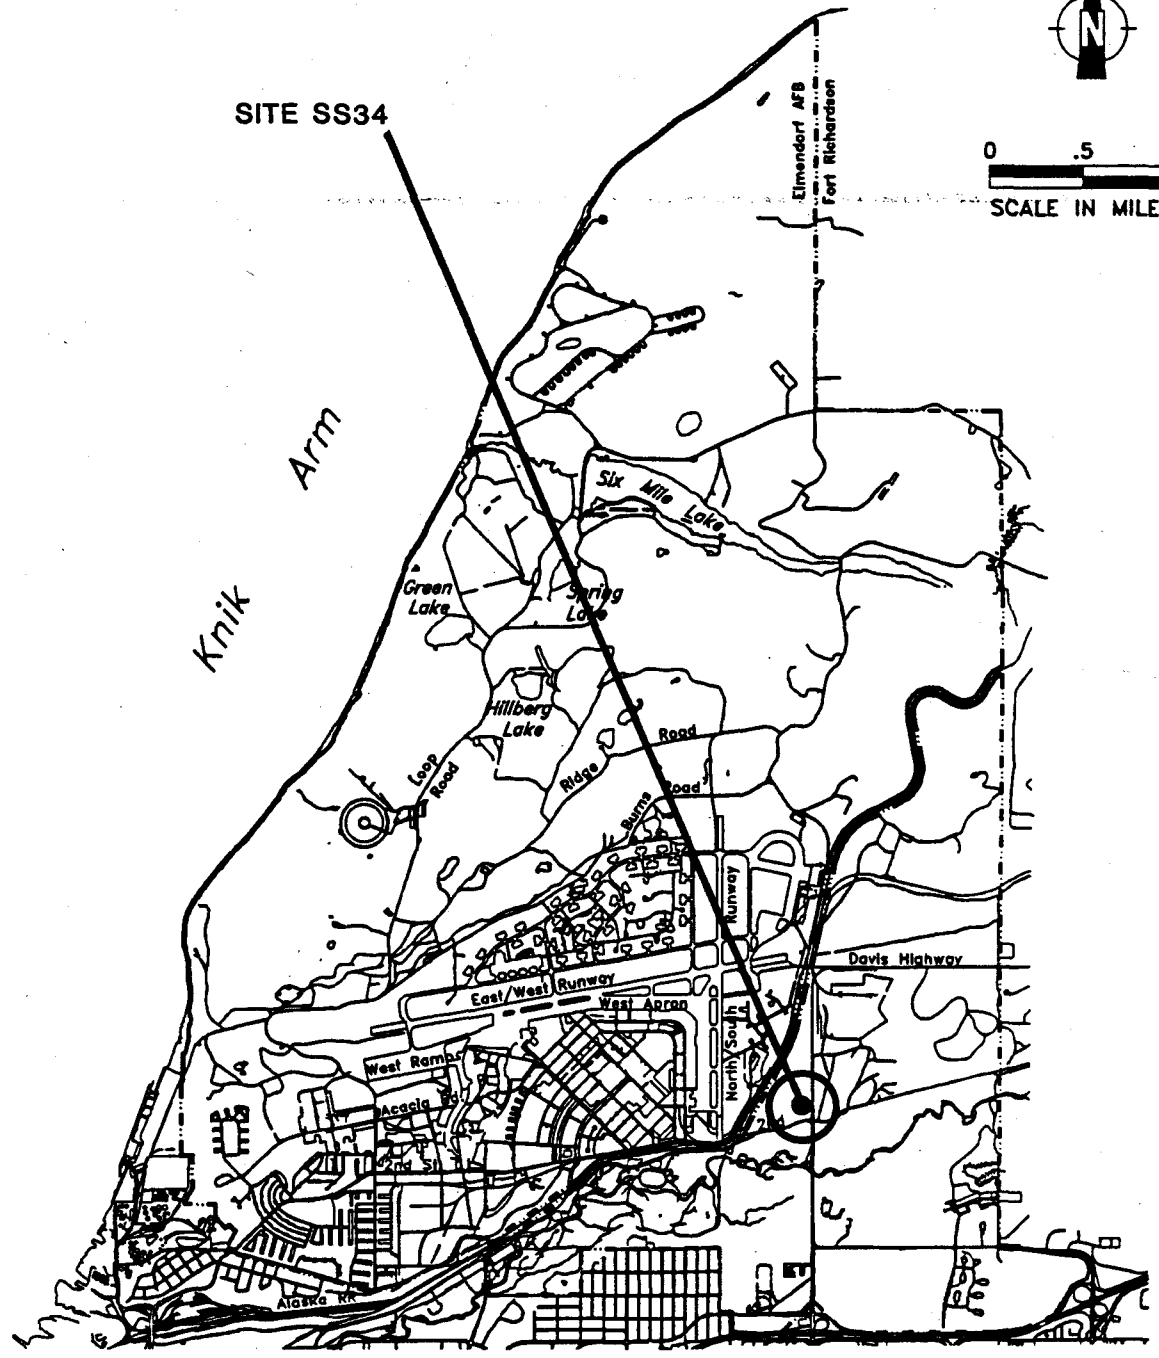 N
SITE SS34
Elmendorf AFB
Fort Richardson
0 .5
SCALE IN MILE
Arm
Knik
Six Mile Lake
Green
Lake
Spring
Lake
Hillberg
Lake
Loop
Road
Ridge
Road
Burns
Road
Runway
Davis Highway
East/West Runway
West Apron
North/South
West Ramp
Acacia
2nd St
Alaska RR